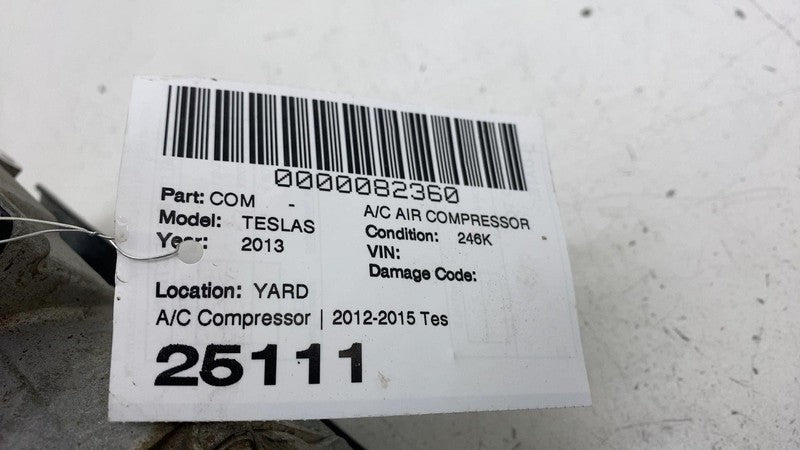 0000082360
Part: COM -
A/C AIR COMPRESSOR
Model: TESLAS
Condition: 246K
Year: 2013
VIN:
Damage Code:
Location: YARD
A/C Compressor | 2012-2015 Tes
25111